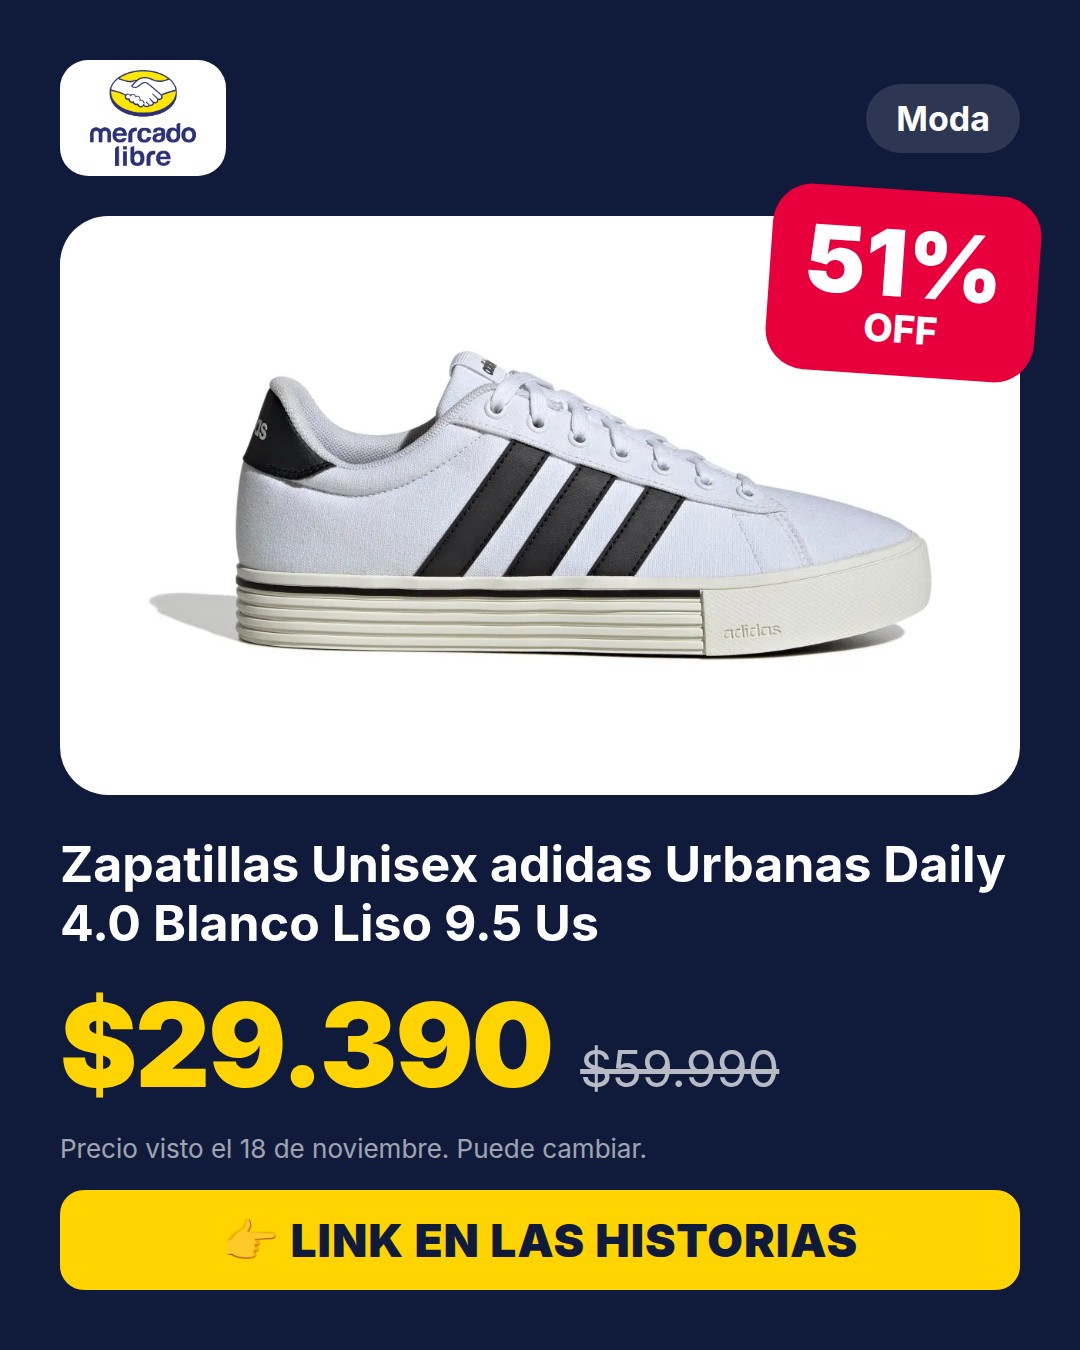 mercado
libre
Moda
51%
OFF
as
adidas
Zapatillas Unisex adidas Urbanas Daily
4.0 Blanco Liso 9.5 Us
$29.390 $59.990
Precio visto el 18 de noviembre. Puede cambiar.
👉 LINK EN LAS HISTORIAS